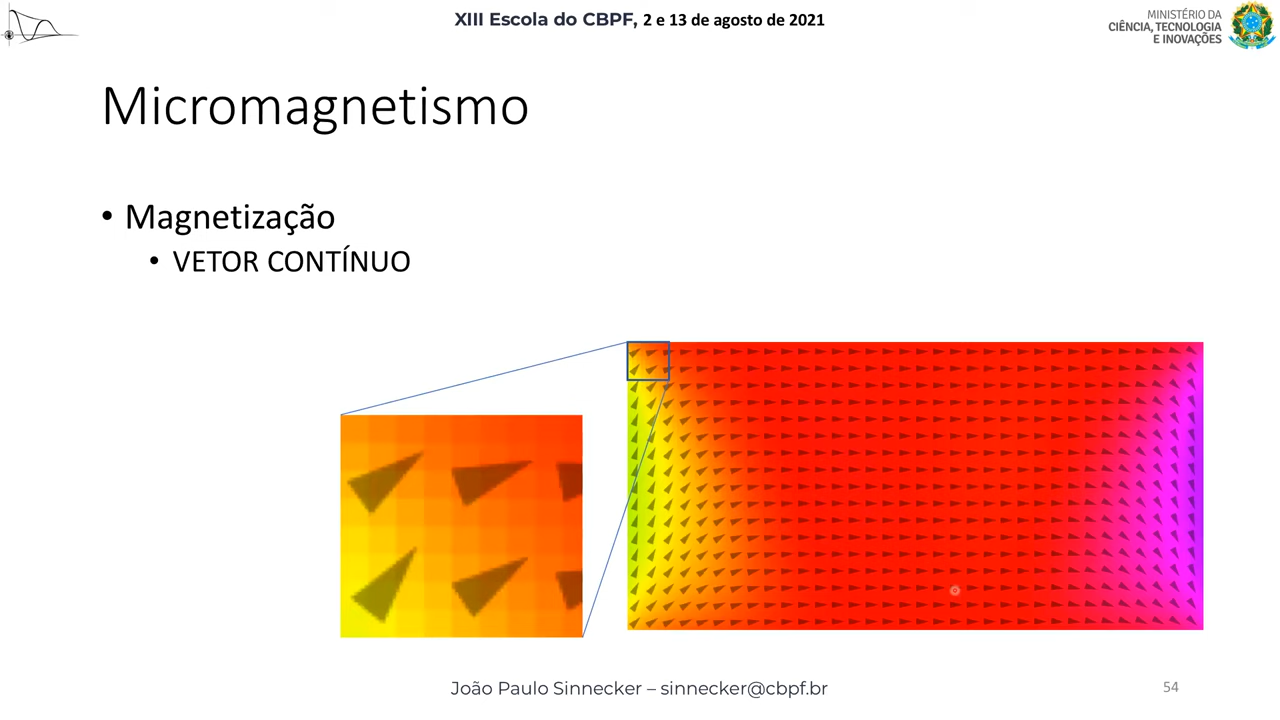 XIII Escola do CBPF, 2 e 13 de agosto de 2021
MINISTÉRIO DA
CIÊNCIA, TECNOLOGIA
E INOVAÇÕES
Micromagnetismo
• Magnetização
• VETOR CONTÍNUO
João Paulo Sinnecker – sinnecker@cbpf.br
54